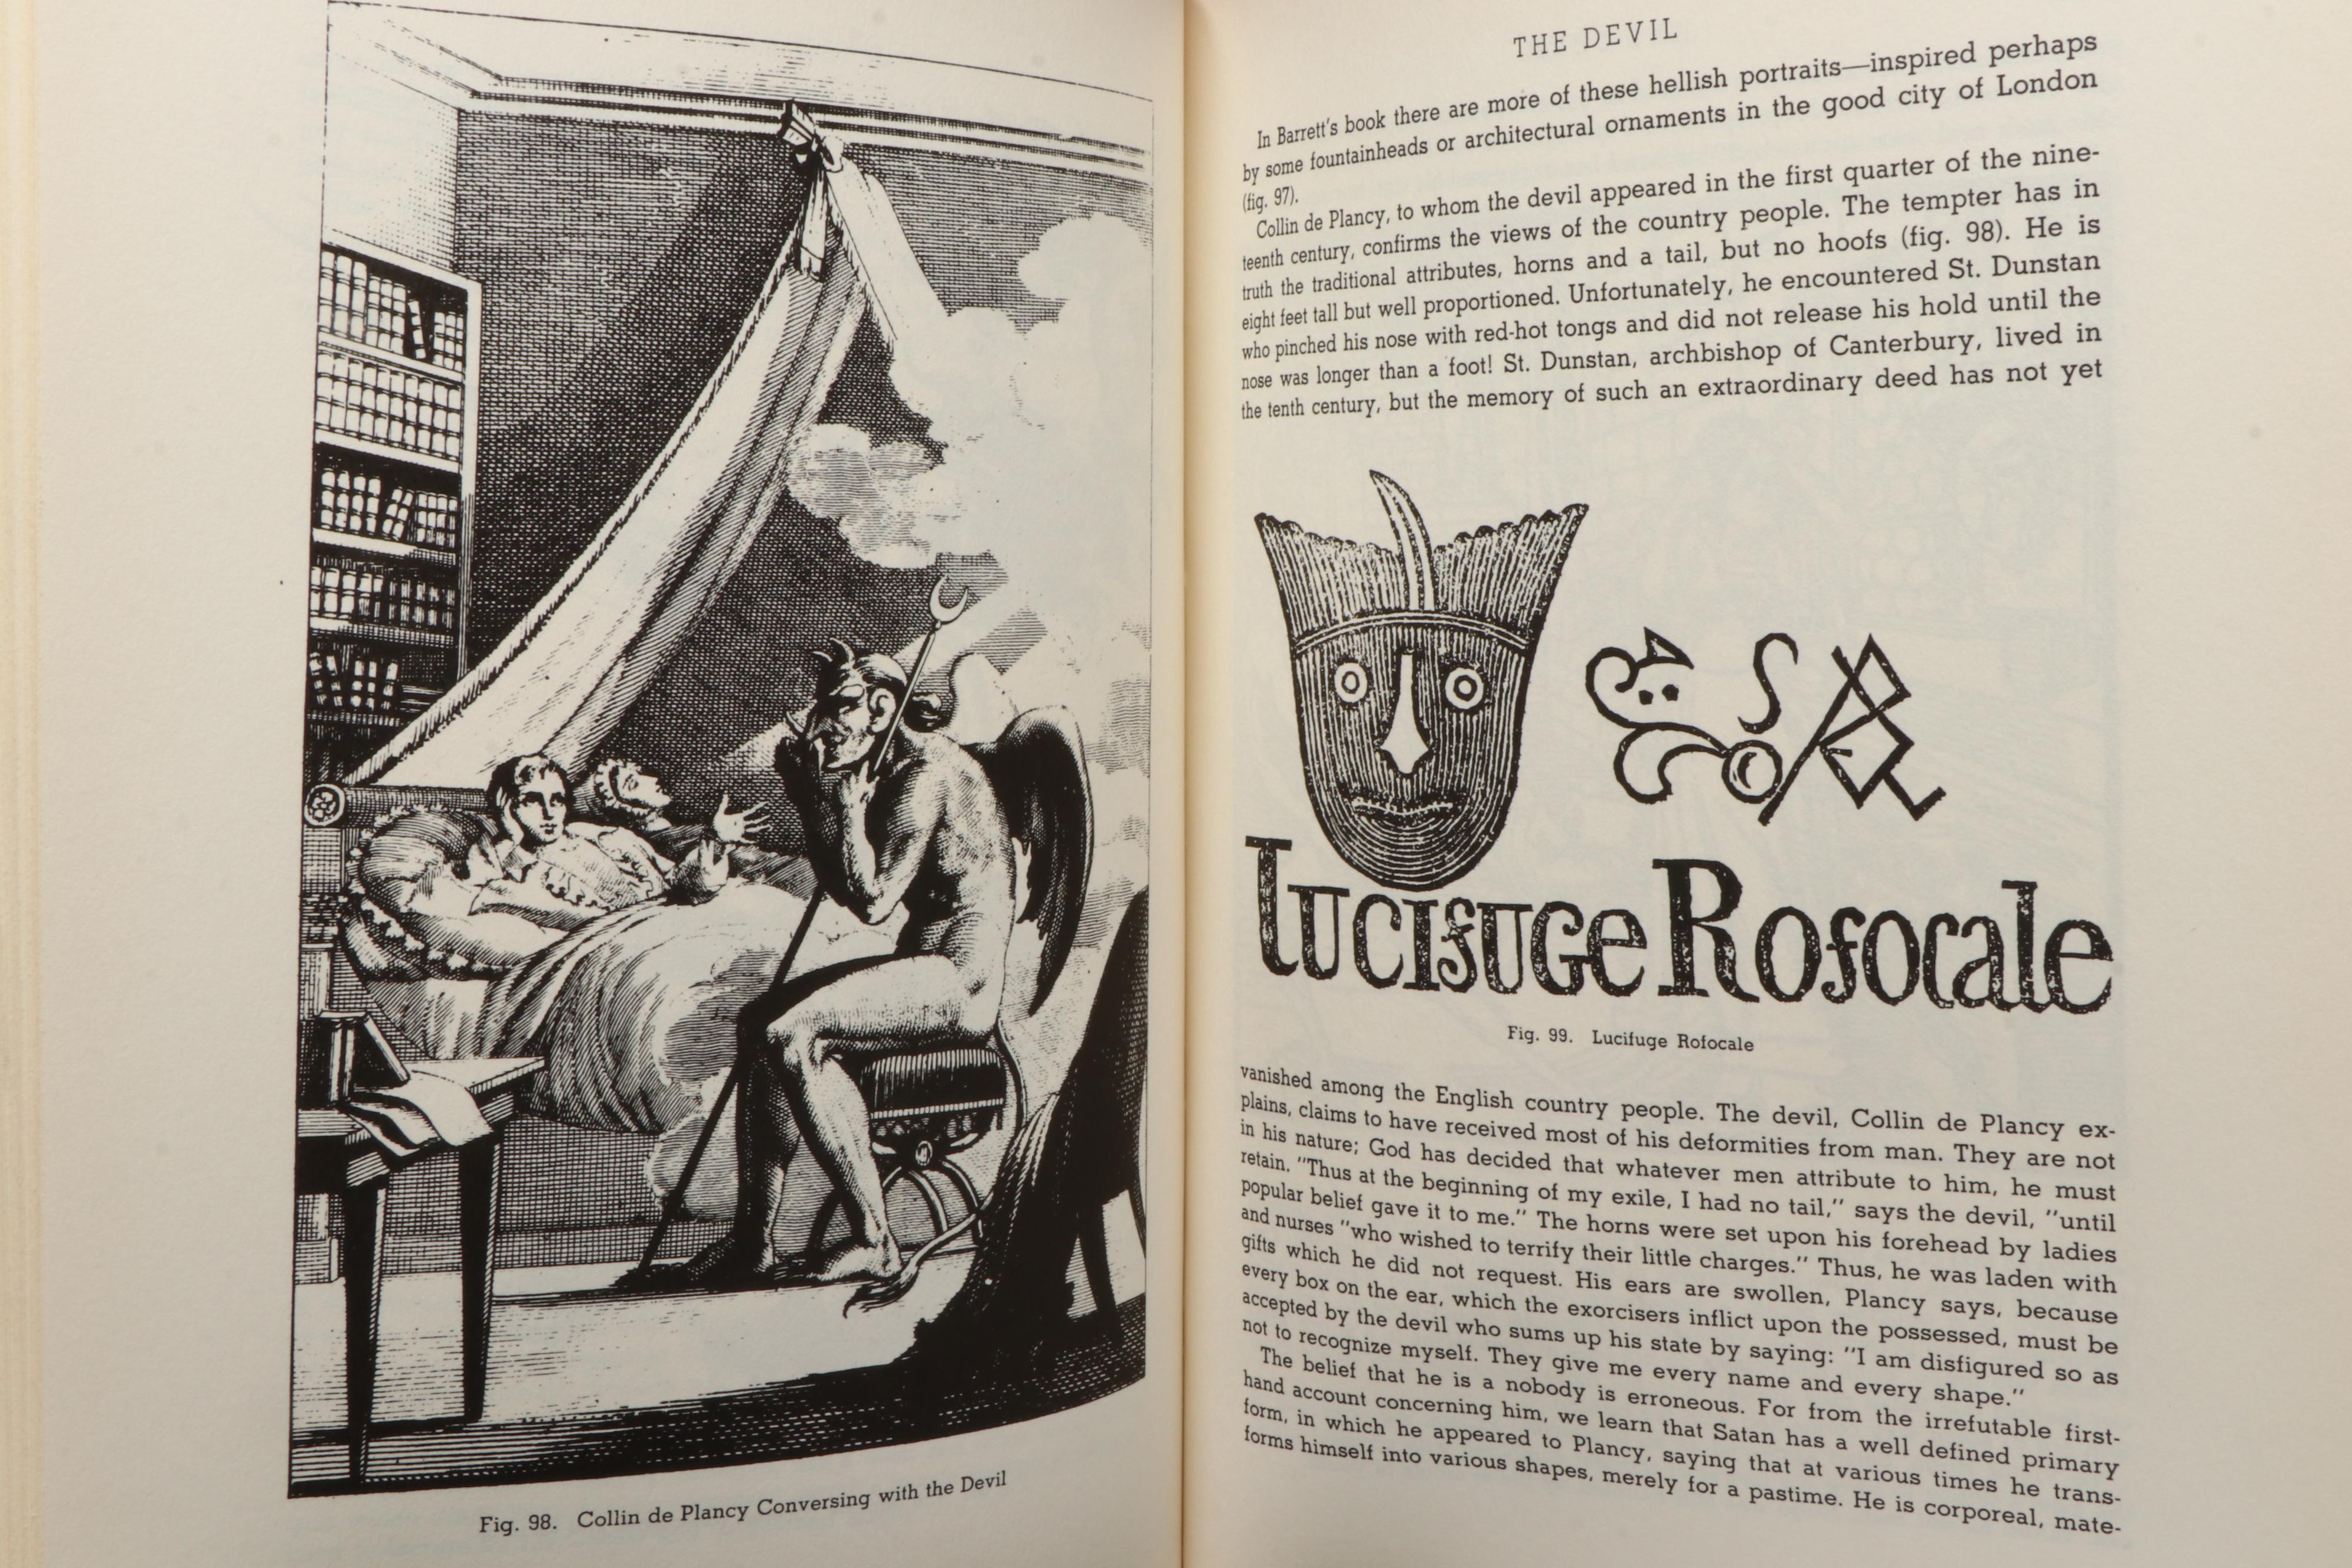 Fig. 98. Collin de Plancy Conversing with the Devil
THE DEVIL
In Barrett's book there are more of these hellish portraits—inspired perhaps
by some fountainheads or architectural ornaments in the good city of London
(fig. 97).
Collin de Plancy, to whom the devil appeared in the first quarter of the nine-
teenth century, confirms the views of the country people. The tempter has in
truth the traditional attributes, horns and a tail, but no hoofs (fig. 98). He is
eight feet tall but well proportioned. Unfortunately, he encountered St. Dunstan
who pinched his nose with red-hot tongs and did not release his hold until the
nose was longer than a foot! St. Dunstan, archbishop of Canterbury, lived in
the tenth century, but the memory of such an extraordinary deed has not yet
Lucifuge Rofocale
Fig. 99. Lucifuge Rofocale
vanished among the English country people. The devil, Collin de Plancy ex-
plains, claims to have received most of his deformities from man. They are not
in his nature; God has decided that whatever men attribute to him, he must
retain. "Thus at the beginning of my exile, I had no tail," says the devil, "until
popular belief gave it to me." The horns were set upon his forehead by ladies
and nurses "who wished to terrify their little charges." Thus, he was laden with
gifts which he did not request. His ears are swollen, Plancy says, because
every box on the ear, which the exorcisers inflict upon the possessed, must be
accepted by the devil who sums up his state by saying: "I am disfigured so as
not to recognize myself. They give me every name and every shape."
The belief that he is a nobody is erroneous. For from the irrefutable first-
hand account concerning him, we learn that Satan has a well defined primary
form, in which he appeared to Plancy, saying that at various times he trans-
forms himself into various shapes, merely for a pastime. He is corporeal, mate-